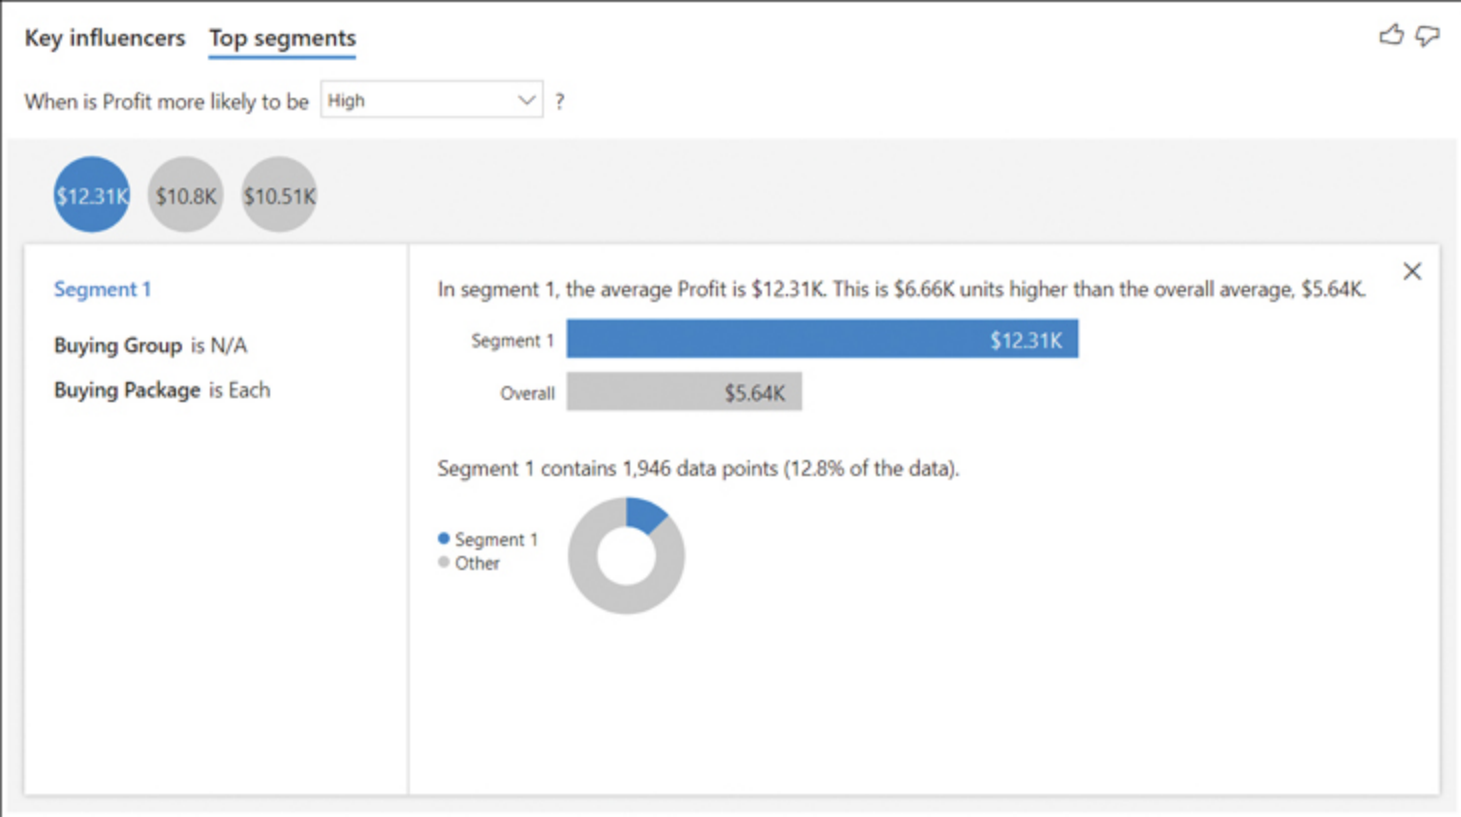 Key influencers Top segments
When is Profit more likely to be High ?
$12.31K $10.8K $10.51K
Segment 1
Buying Group is N/A
Buying Package is Each
In segment 1, the average Profit is $12.31K. This is $6.66K units higher than the overall average, $5.64K.
Segment 1 $12.31K
Overall $5.64K
Segment 1 contains 1,946 data points (12.8% of the data).
Segment 1
Other